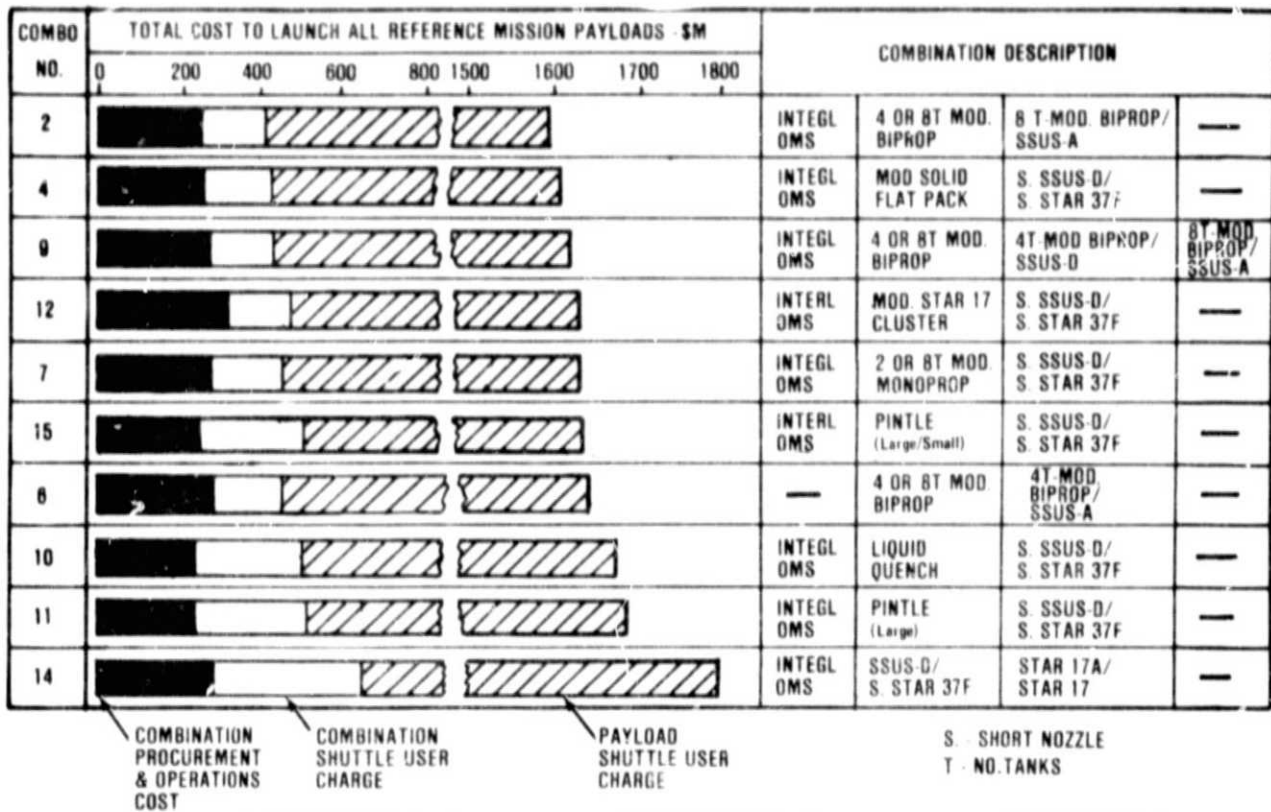 COMBO NO.
TOTAL COST TO LAUNCH ALL REFERENCE MISSION PAYLOADS - $M
0 200 400 600 800 1500 1600 1700 1800
COMBINATION DESCRIPTION
2 INTEGL OMS 4 OR 8T MOD. BIPROP 8 T-MOD. BIPROP/ SSUS-A —
4 INTEGL OMS MOD SOLID FLAT PACK S. SSUS-D/ S. STAR 37F —
9 INTEGL OMS 4 OR 8T MOD. BIPROP 4T-MOD BIPROP/ SSUS-D 8T-MOD. BIPROP/ SSUS-A
12 INTERL OMS MOD. STAR 17 CLUSTER S. SSUS-D/ S. STAR 37F —
7 INTEGL OMS 2 OR 8T MOD. MONOPROP S. SSUS-D/ S. STAR 37F —
15 INTERL OMS PINTLE (Large/Small) S. SSUS-D/ S. STAR 37F —
— 4 OR 8T MOD. BIPROP 4T-MOD. BIPROP/ SSUS-A —
10 INTEGL OMS LIQUID QUENCH S. SSUS-D/ S. STAR 37F —
11 INTEGL OMS PINTLE (Large) S. SSUS-D/ S. STAR 37F —
14 INTEGL OMS SSUS-D/ S. STAR 37F STAR 17A/ STAR 17 —
COMBINATION PROCUREMENT & OPERATIONS COST
COMBINATION SHUTTLE USER CHARGE
PAYLOAD SHUTTLE USER CHARGE
S. - SHORT NOZZLE
T - NO. TANKS